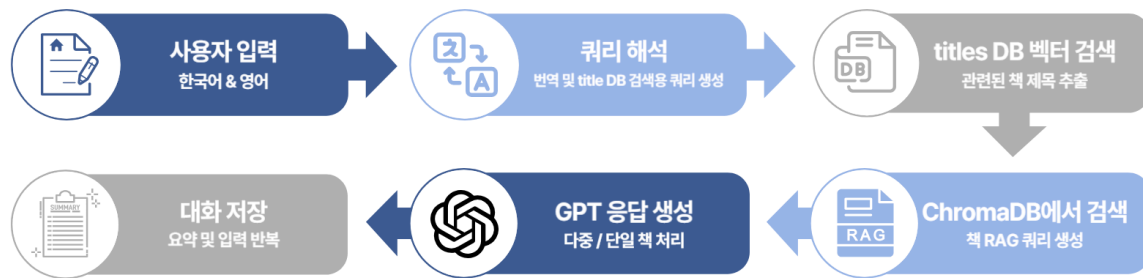 사용자 입력
한국어 & 영어
쿼리 해석
번역 및 title DB 검색용 쿼리 생성
titles DB 벡터 검색
관련된 책 제목 추출
DB
A
ChromaDB에서 검색
책 RAG 쿼리 생성
RAG
GPT 응답 생성
다중 / 단일 책 처리
대화 저장
요약 및 입력 반복
SUMMARY